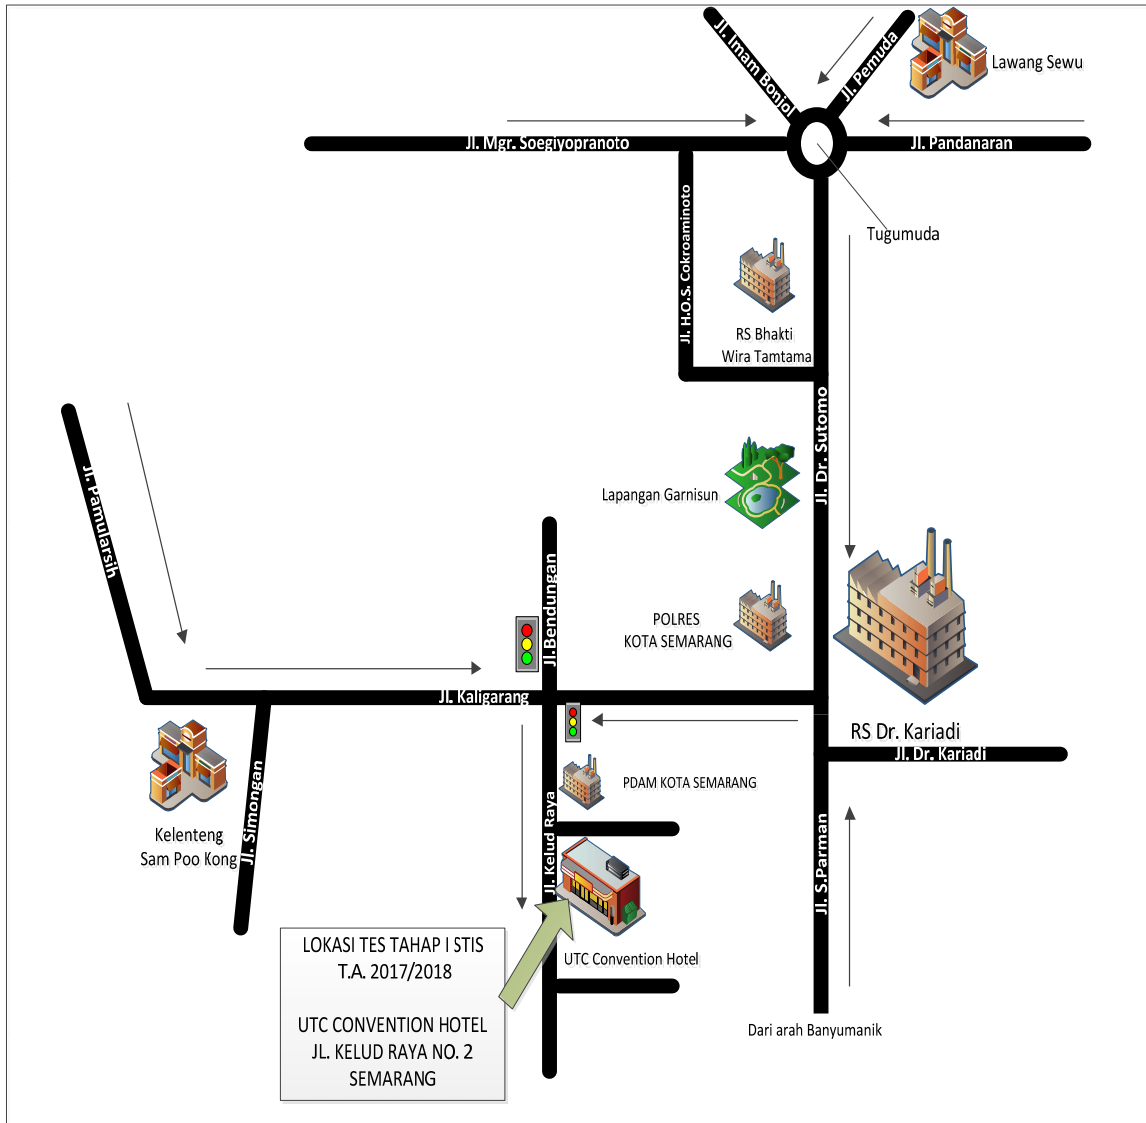 Jl. Imam Bonjol
Jl. Pemuda
Lawang Sewu
Jl. Mgr. Soegiyopranoto
Jl. Pandanaran
Tugumuda
Jl. H.O.S. Cokroaminoto
RS Bhakti
Wira Tamtama
Jl. Dr. Sutomo
Lapangan Garnisun
Jl. Pamularsih
Jl.Bendungan
POLRES
KOTA SEMARANG
Jl. Kaligarang
RS Dr. Kariadi
Jl. Dr. Kariadi
PDAM KOTA SEMARANG
Kelenteng
Sam Poo Kong
Jl. Simongan
Jl. Kelud Raya
Jl. S.Parman
UTC Convention Hotel
LOKASI TES TAHAP I STIS
T.A. 2017/2018
UTC CONVENTION HOTEL
JL. KELUD RAYA NO. 2
SEMARANG
Dari arah Banyumanik